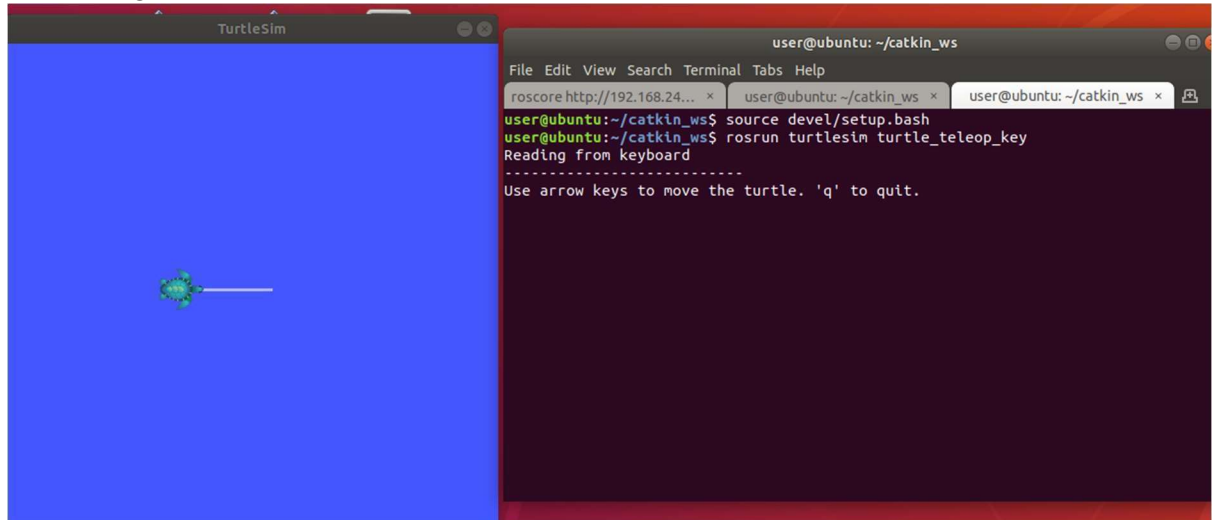 TurtleSim
user@ubuntu: ~/catkin_ws
File Edit View Search Terminal Tabs Help
roscore http://192.168.24... × user@ubuntu: ~/catkin_ws × user@ubuntu: ~/catkin_ws ×
user@ubuntu:~/catkin_ws$ source devel/setup.bash
user@ubuntu:~/catkin_ws$ rosrun turtlesim turtle_teleop_key
Reading from keyboard
---------------------------
Use arrow keys to move the turtle. 'q' to quit.